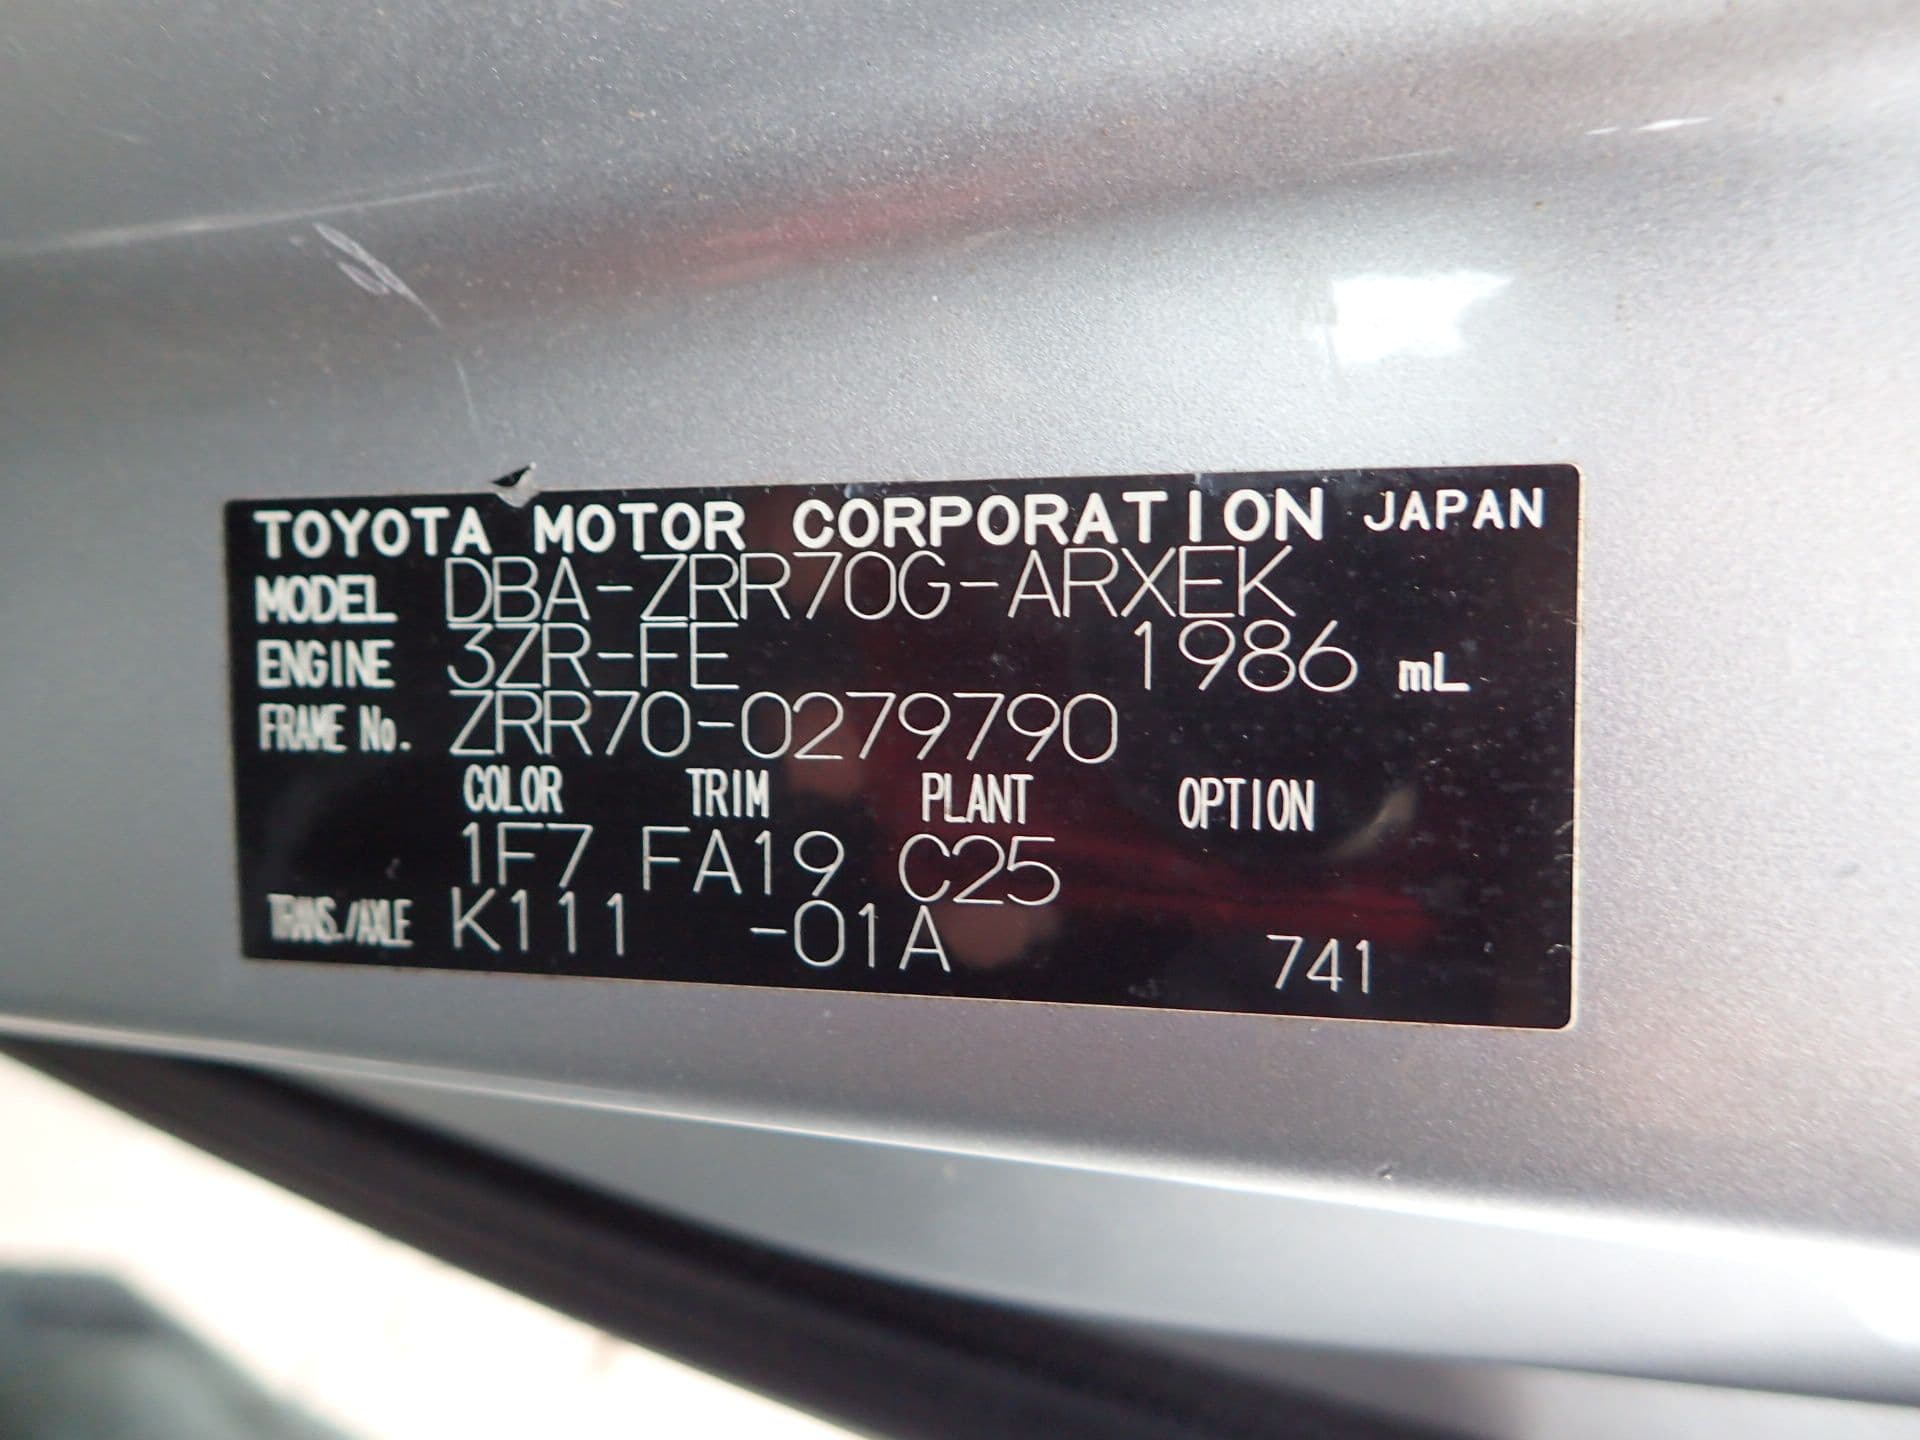 TOYOTA MOTOR CORPORATION JAPAN
MODEL DBA-ZRR70G-ARXEK
ENGINE 3ZR-FE 1986 mL
FRAME No. ZRR70-0279790
COLOR TRIM PLANT OPTION
1F7 FA19 C25
TRANS./AXLE K111 -01A 741